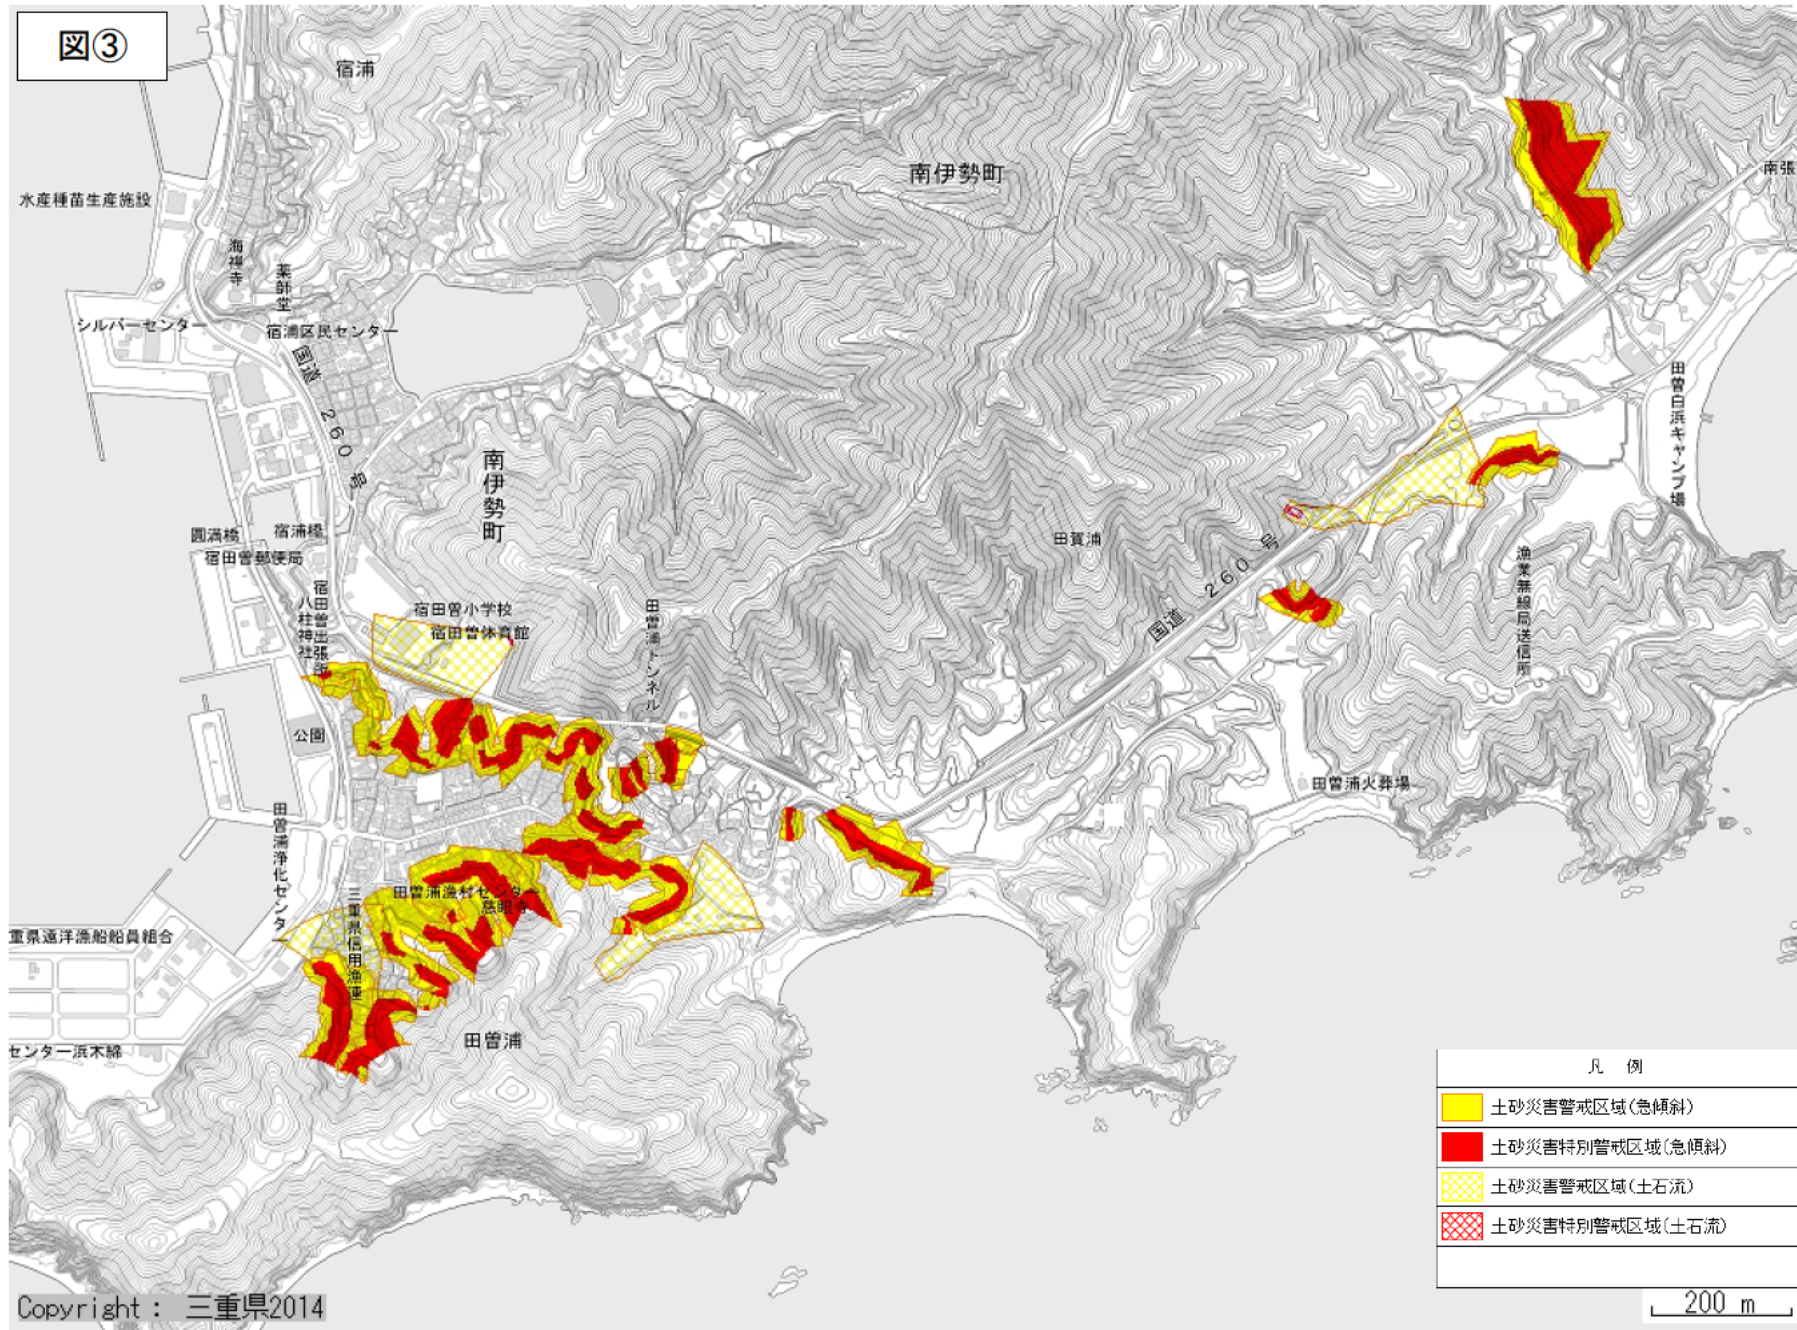 図③
宿浦
南伊勢町
南張
水産種苗生産施設
海禅寺
薬師堂
シルバーセンター
宿浦区民センター
国道 260号
田曽白浜キャンプ場
南伊勢町
圓満橋
宿浦橋
宿田曽郵便局
田賀浦
国道 260号
漁業無線局送信所
宿田曽出張所
八柱神社
宿田曽小学校
宿田曽体育館
田曽浦トンネル
公園
田曽浦火葬場
田曽浦浄化センター
田曽浦漁村センター
慈眼寺
三重県信用漁連
重県遠洋漁船船員組合
田曽浦
センター浜木綿
凡 例
土砂災害警戒区域(急傾斜)
土砂災害特別警戒区域(急傾斜)
土砂災害警戒区域(土石流)
土砂災害特別警戒区域(土石流)
200 m
Copyright : 三重県2014